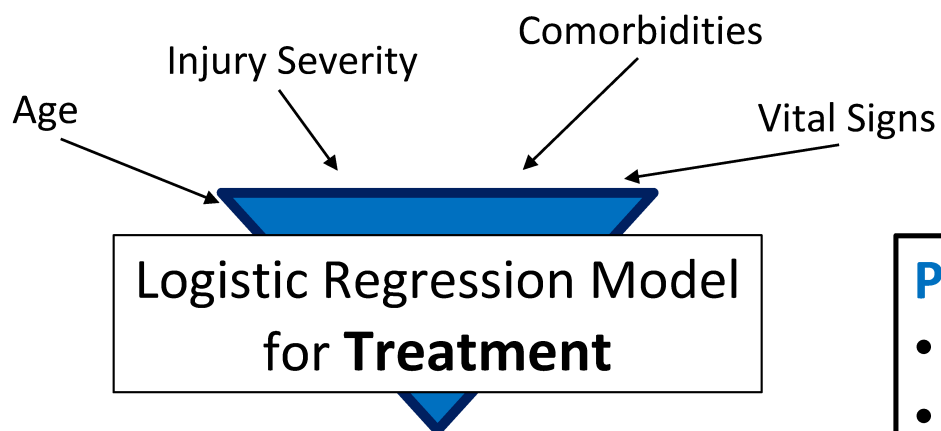 Comorbidities
Injury Severity
Age
Vital Signs
Logistic Regression Model
for Treatment
P
•
•